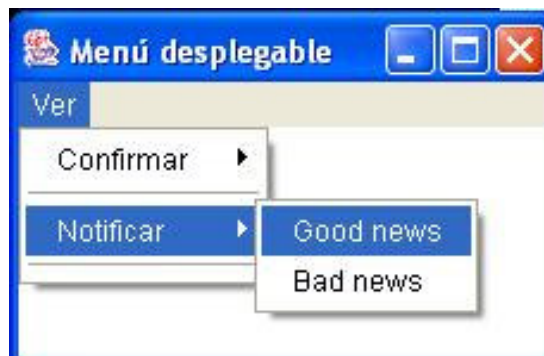 Menú desplegable
Ver
Confirmar
Notificar
Good news
Bad news